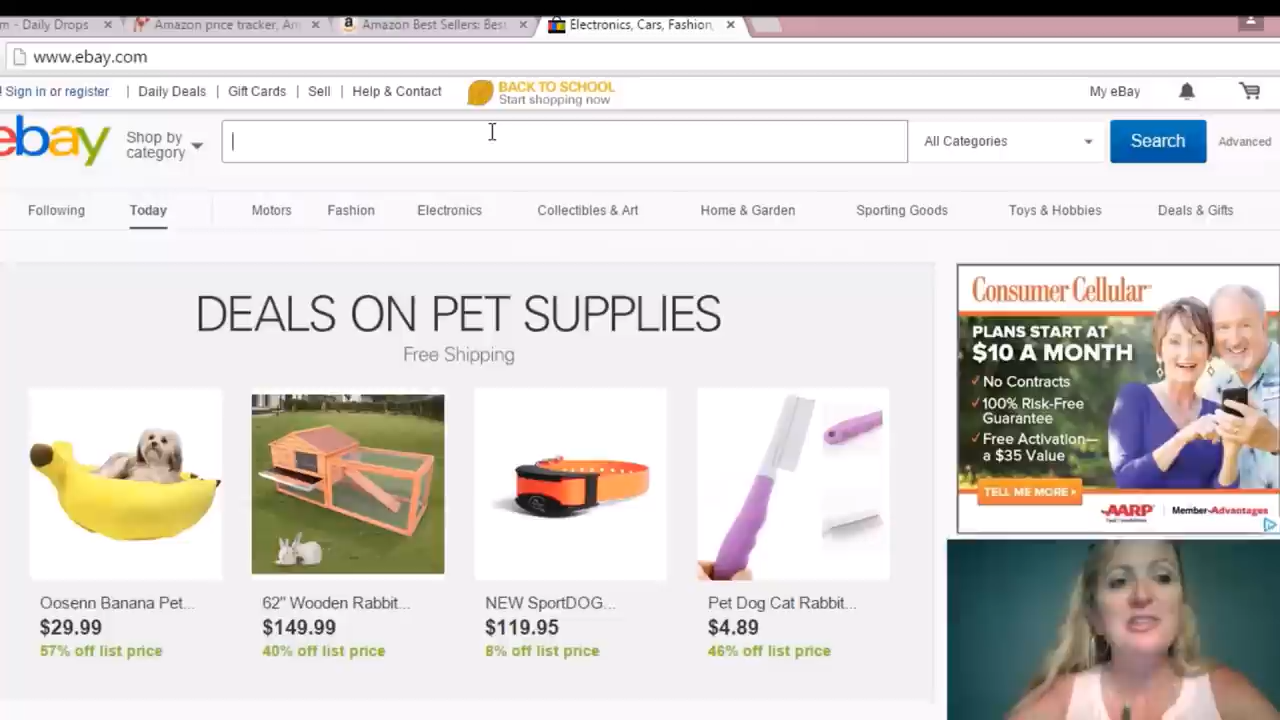 m - Daily Drops
Amazon price tracker, Am
Amazon Best Sellers: Bes
Electronics, Cars, Fashion,
www.ebay.com
Sign in or register | Daily Deals | Gift Cards | Sell | Help & Contact
BACK TO SCHOOL
Start shopping now
My eBay
ebay
Shop by
category
All Categories
Search
Advanced
Following
Today
Motors
Fashion
Electronics
Collectibles & Art
Home & Garden
Sporting Goods
Toys & Hobbies
Deals & Gifts
DEALS ON PET SUPPLIES
Free Shipping
Oosenn Banana Pet...
$29.99
57% off list price
62" Wooden Rabbit...
$149.99
40% off list price
NEW SportDOG...
$119.95
8% off list price
Pet Dog Cat Rabbit...
$4.89
46% off list price
Consumer Cellular
PLANS START AT
$10 A MONTH
No Contracts
100% Risk-Free
Guarantee
Free Activation—
a $35 Value
TELL ME MORE
AARP | Member Advantages